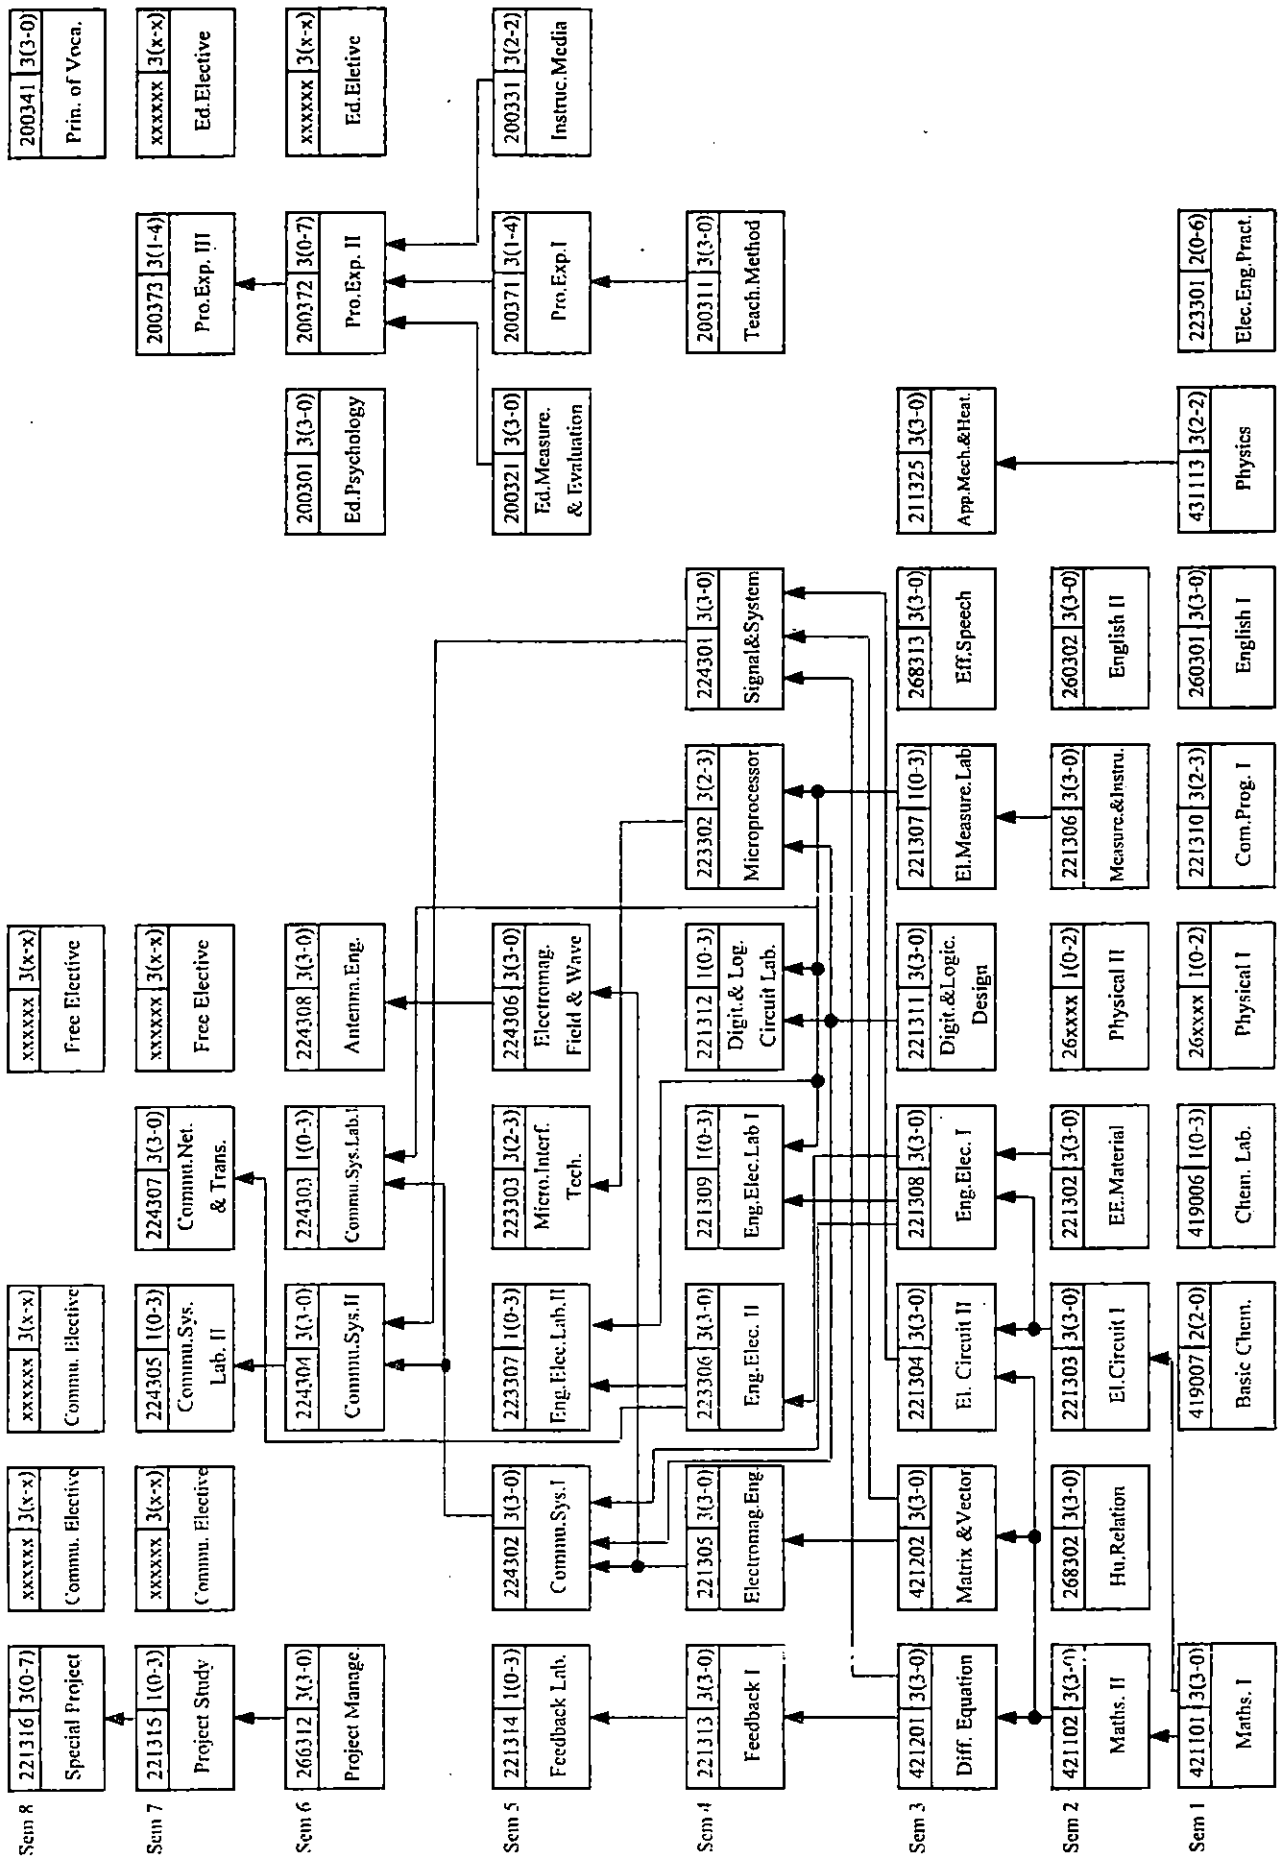 Sem 8
221316 3(0-7)
Special Project
xxxxxx 3(x-x)
Commu. Elective
xxxxxx 3(x-x)
Commu. Elective
xxxxxx 3(x-x)
Free Elective
200341 3(3-0)
Prin. of Voca.
Sem 7
221315 1(0-3)
Project Study
xxxxxx 3(x-x)
Commu. Elective
224305 1(0-3)
Commu.Sys.
Lab. II
224307 3(3-0)
Commu.Net.
& Trans.
xxxxxx 3(x-x)
Free Elective
200373 3(1-4)
Pro.Exp. III
xxxxxx 3(x-x)
Ed.Elective
Sem 6
266312 3(3-0)
Project Manage.
224304 3(3-0)
Commu.Sys.II
224303 1(0-3)
Commu.Sys.Lab.I
224308 3(3-0)
Antenna.Eng.
200301 3(3-0)
Ed.Psychology
200372 3(0-7)
Pro.Exp. II
xxxxxx 3(x-x)
Ed.Eletive
Sem 5
221314 1(0-3)
Feedback Lab.
224302 3(3-0)
Commu.Sys.I
223307 1(0-3)
Eng.Elec.Lab.II
223303 3(2-3)
Micro.Interf.
Tech.
224306 3(3-0)
Electromag.
Field & Wave
200321 3(3-0)
Ed.Measure.
& Evaluation
200371 3(1-4)
Pro.Exp.I
200331 3(2-2)
Instruc.Media
Sem 4
221313 3(3-0)
Feedback I
221305 3(3-0)
Electromag.Eng.
223306 3(3-0)
Eng.Elec. II
221309 1(0-3)
Eng.Elec.Lab I
221312 1(0-3)
Digit.& Log.
Circuit Lab.
223302 3(2-3)
Microprocessor
224301 3(3-0)
Signal&System
200311 3(3-0)
Teach.Method
Sem 3
421201 3(3-0)
Diff. Equation
421202 3(3-0)
Matrix &Vector
221304 3(3-0)
El. Circuit II
221308 3(3-0)
Eng.Elec. I
221311 3(3-0)
Digit.&Logic.
Design
221307 1(0-3)
El.Measure.Lab
268313 3(3-0)
Eff.Speech
211325 3(3-0)
App.Mech.&Heat.
Sem 2
421102 3(3-0)
Maths. II
268302 3(3-0)
Hu.Relation
221303 3(3-0)
El.Circuit I
221302 3(3-0)
EE.Material
26xxxx 1(0-2)
Physical II
221306 3(3-0)
Measure.&Instru.
260302 3(3-0)
English II
Sem 1
421101 3(3-0)
Maths. I
419007 2(2-0)
Basic Chem.
419006 1(0-3)
Chem. Lab.
26xxxx 1(0-2)
Physical I
221310 3(2-3)
Com.Prog. I
260301 3(3-0)
English I
431113 3(2-2)
Physics
223301 2(0-6)
Elec.Eng.Pract.